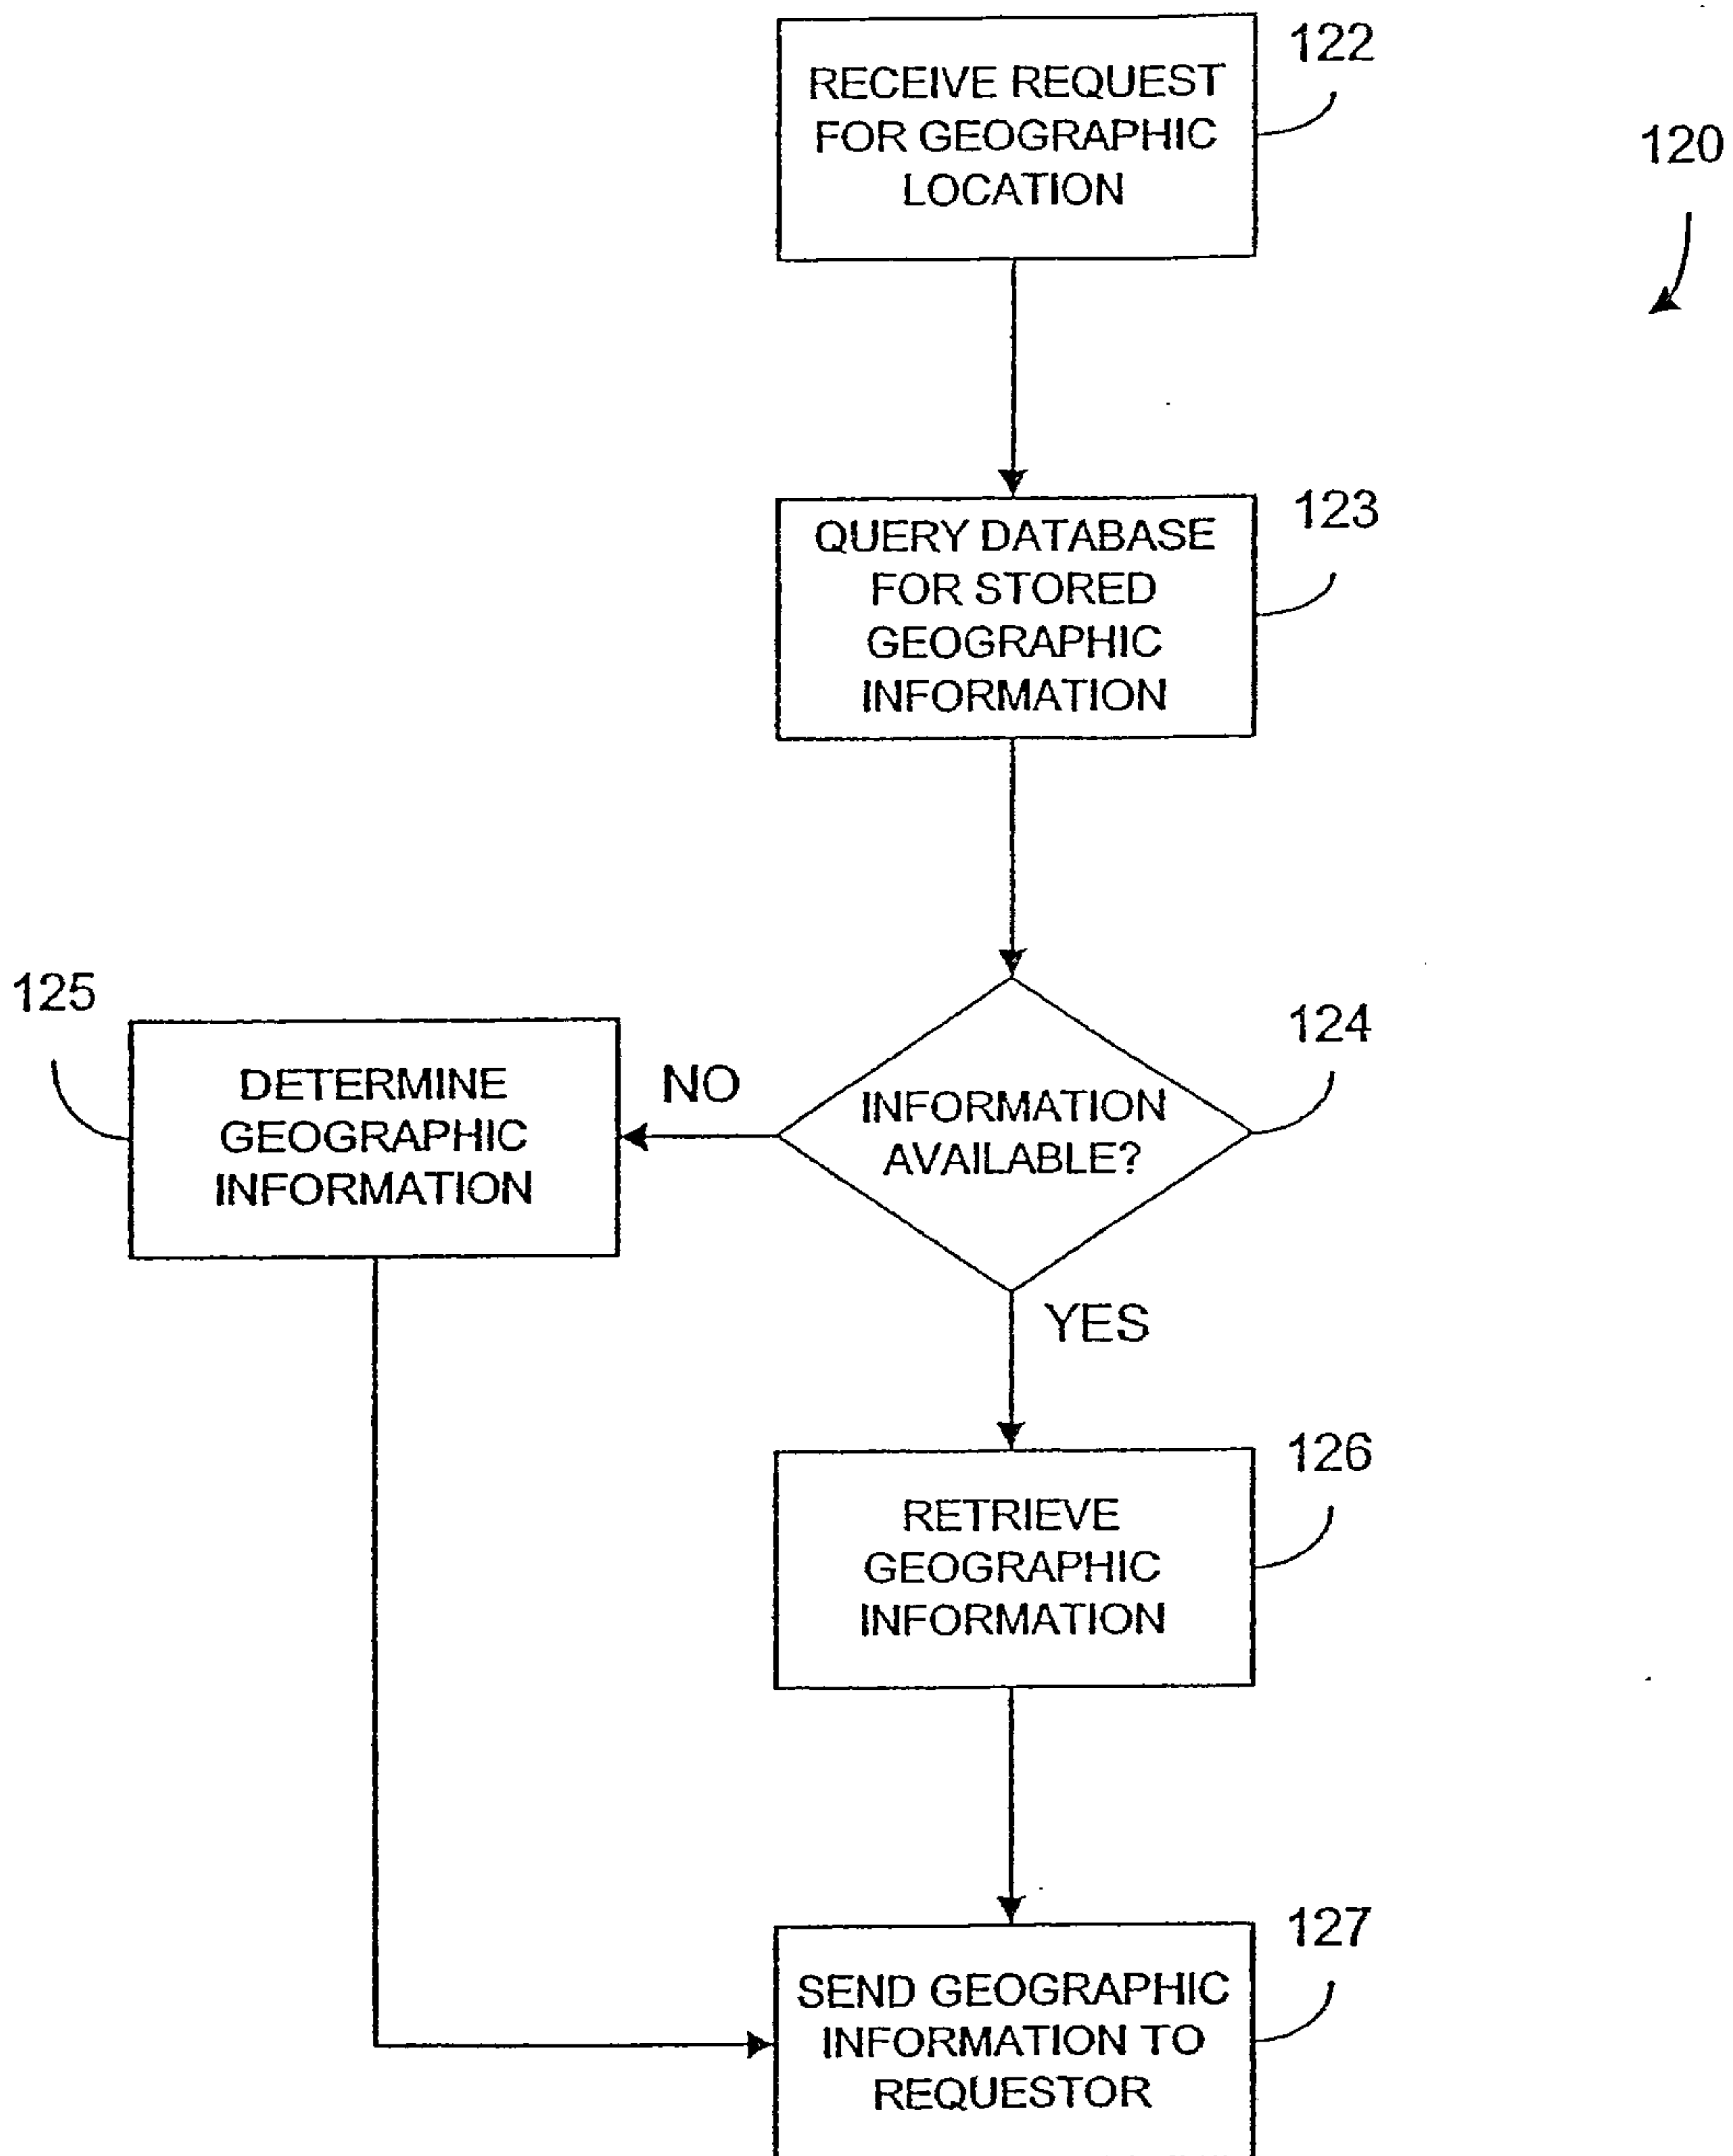 122
RECEIVE REQUEST
FOR GEOGRAPHIC
LOCATION
120
123
QUERY DATABASE
FOR STORED
GEOGRAPHIC
INFORMATION
125
124
DETERMINE
GEOGRAPHIC
INFORMATION
NO
INFORMATION
AVAILABLE?
YES
126
RETRIEVE
GEOGRAPHIC
INFORMATION
127
SEND GEOGRAPHIC
INFORMATION TO
REQUESTOR